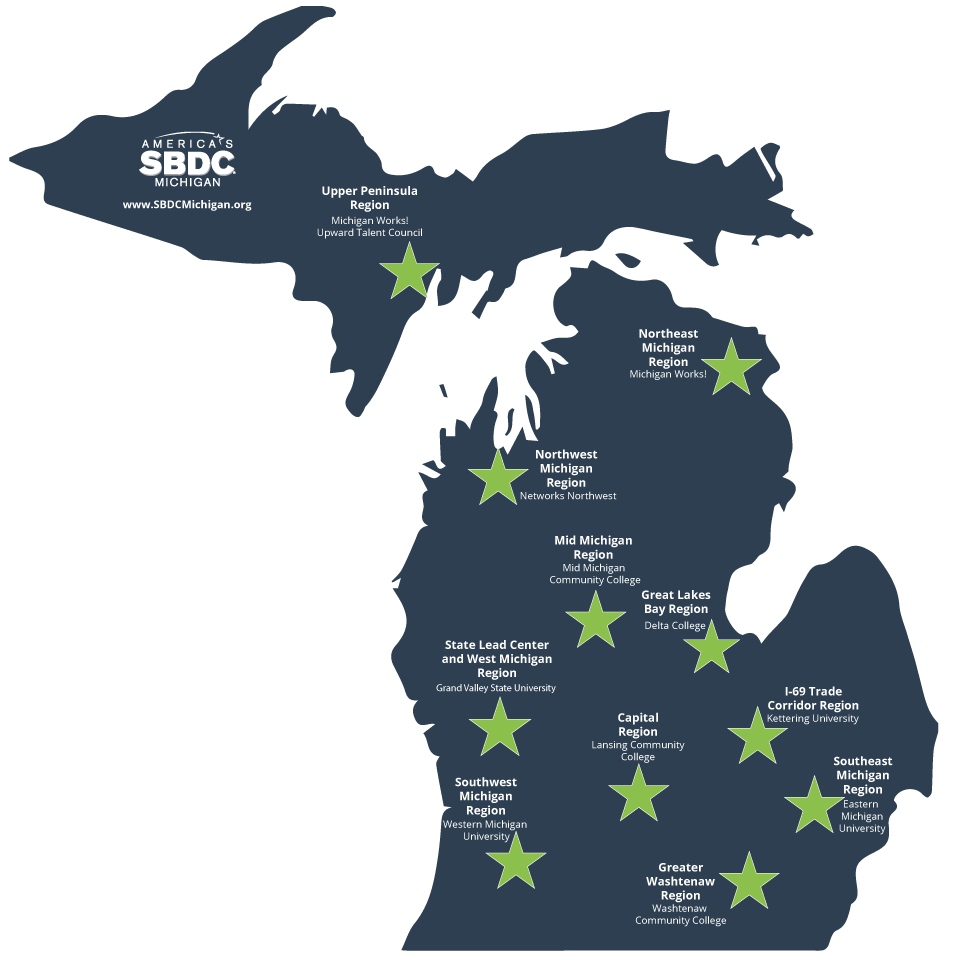 AMERICA'S
SBDC
MICHIGAN
www.SBDCMichigan.org
Upper Peninsula
Region
Michigan Works!
Upward Talent Council
Northeast
Michigan
Region
Michigan Works!
Northwest
Michigan
Region
Networks Northwest
Mid Michigan
Region
Mid Michigan
Community College
Great Lakes
Bay Region
Delta College
State Lead Center
and West Michigan
Region
Grand Valley State University
I-69 Trade
Corridor Region
Kettering University
Capital
Region
Lansing Community
College
Southeast
Michigan
Region
Eastern
Michigan
University
Southwest
Michigan
Region
Western Michigan
University
Greater
Washtenaw
Region
Washtenaw
Community College